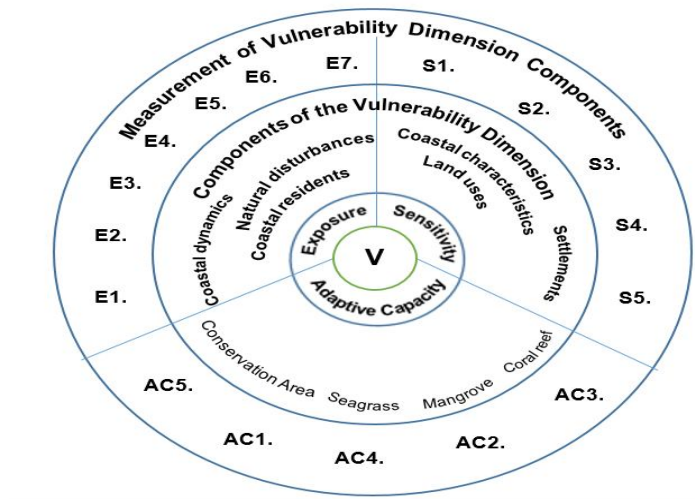 Measurement of Vulnerability Dimension Components
E1.
E2.
E3.
E4.
E5.
E6.
E7.
S1.
S2.
S3.
S4.
S5.
Components of the Vulnerability Dimension
Coastal dynamics
Natural disturbances
Coastal residents
Coastal characteristics
Land uses
Settlements
Exposure
Sensitivity
Adaptive Capacity
V
Conservation Area
Seagrass
Mangrove
Coral reef
AC5.
AC1.
AC4.
AC2.
AC3.